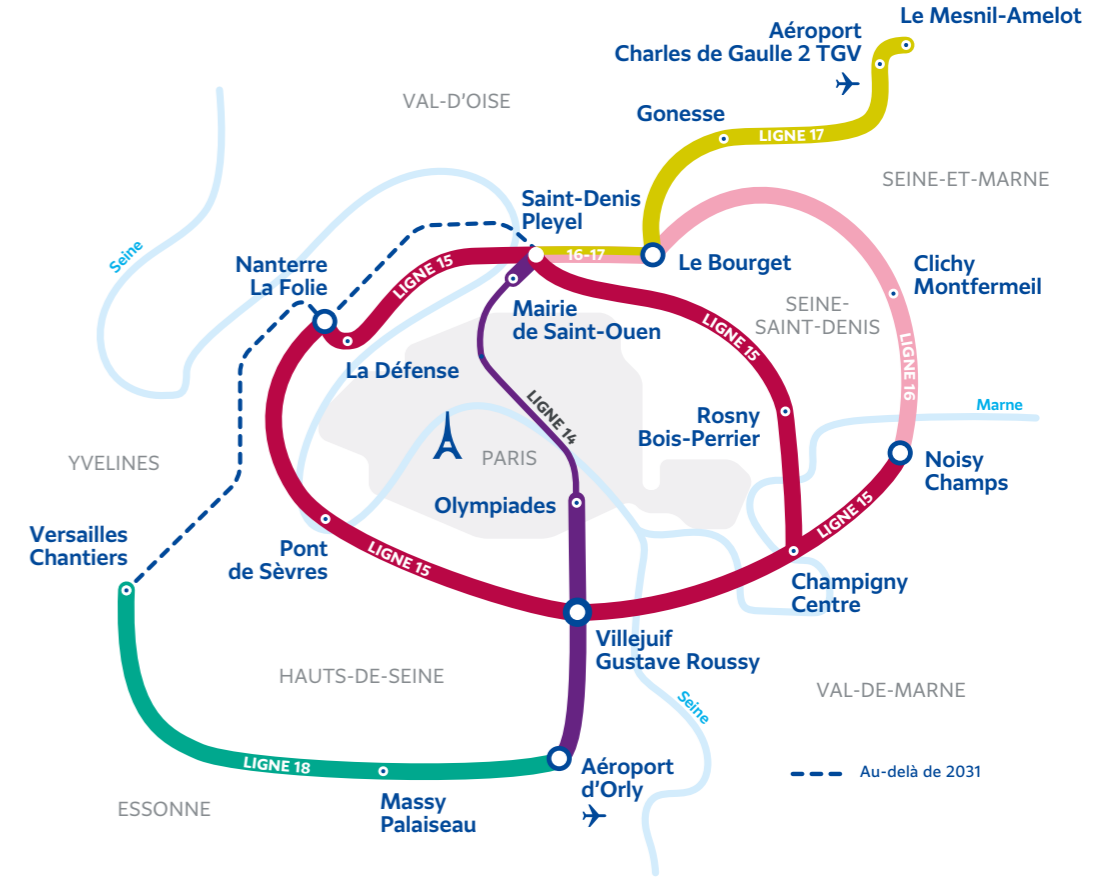 Le Mesnil-Amelot
Aéroport
Charles de Gaulle 2 TGV
VAL-D'OISE
Gonesse
LIGNE 17
SEINE-ET-MARNE
Saint-Denis
Pleyel
Seine
16-17
Le Bourget
Nanterre
La Folie
LIGNE 15
Clichy
Montfermeil
Mairie
de Saint-Ouen
SEINE-
SAINT-DENIS
LIGNE 15
LIGNE 16
La Défense
LIGNE 14
Rosny
Bois-Perrier
Marne
YVELINES
PARIS
Noisy
Champs
Olympiades
LIGNE 15
Versailles
Chantiers
Pont
de Sèvres
LIGNE 15
Champigny
Centre
Villejuif
Gustave Roussy
HAUTS-DE-SEINE
VAL-DE-MARNE
Seine
LIGNE 18
Aéroport
d'Orly
Au-delà de 2031
ESSONNE
Massy
Palaiseau